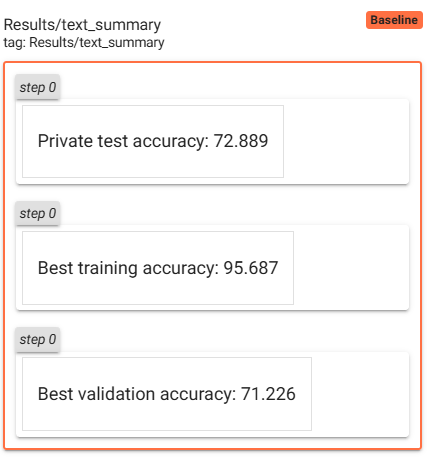 Results/text_summary
Baseline
tag: Results/text_summary
step 0
Private test accuracy: 72.889
step 0
Best training accuracy: 95.687
step 0
Best validation accuracy: 71.226